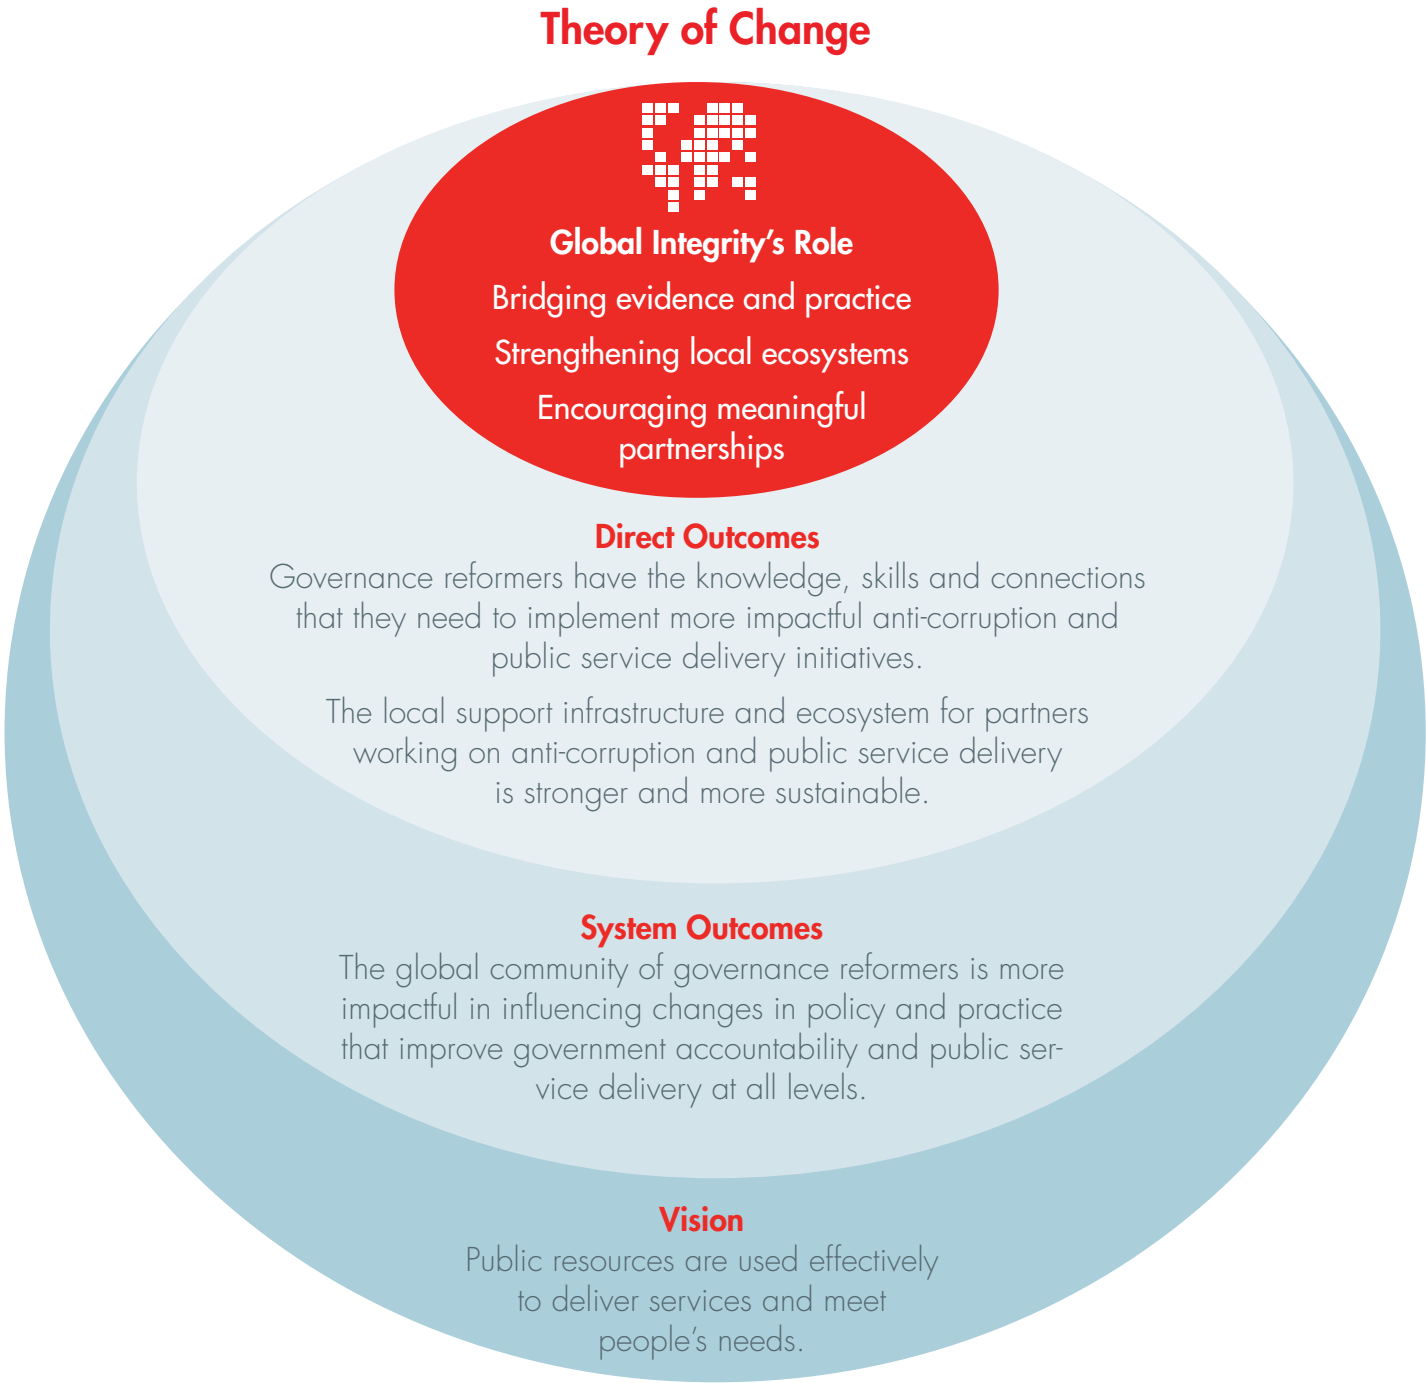 Theory of Change
Global Integrity’s Role
Bridging evidence and practice
Strengthening local ecosystems
Encouraging meaningful
partnerships
Direct Outcomes
Governance reformers have the knowledge, skills and connections
that they need to implement more impactful anti-corruption and
public service delivery initiatives.
The local support infrastructure and ecosystem for partners
working on anti-corruption and public service delivery
is stronger and more sustainable.
System Outcomes
The global community of governance reformers is more
impactful in influencing changes in policy and practice
that improve government accountability and public ser-
vice delivery at all levels.
Vision
Public resources are used effectively
to deliver services and meet
people’s needs.